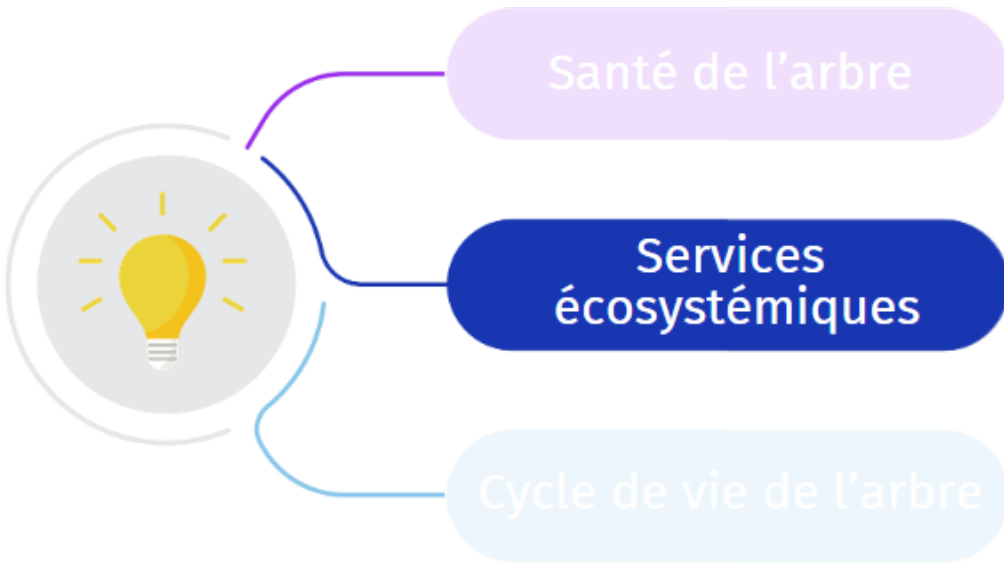 Santé de l’arbre
Services
écosystémiques
Cycle de vie de l’arbre